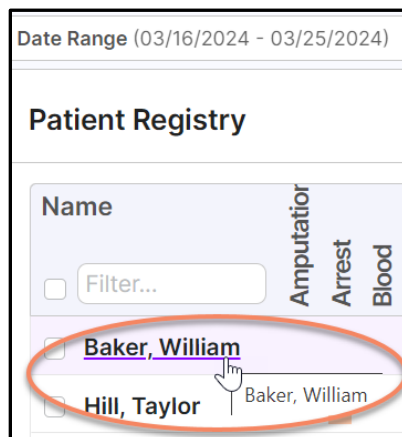 Date Range (03/16/2024 - 03/25/2024)
Patient Registry
Name
Amputation
Arrest
Blood
Filter...
Baker, William
Baker, William
Hill, Taylor